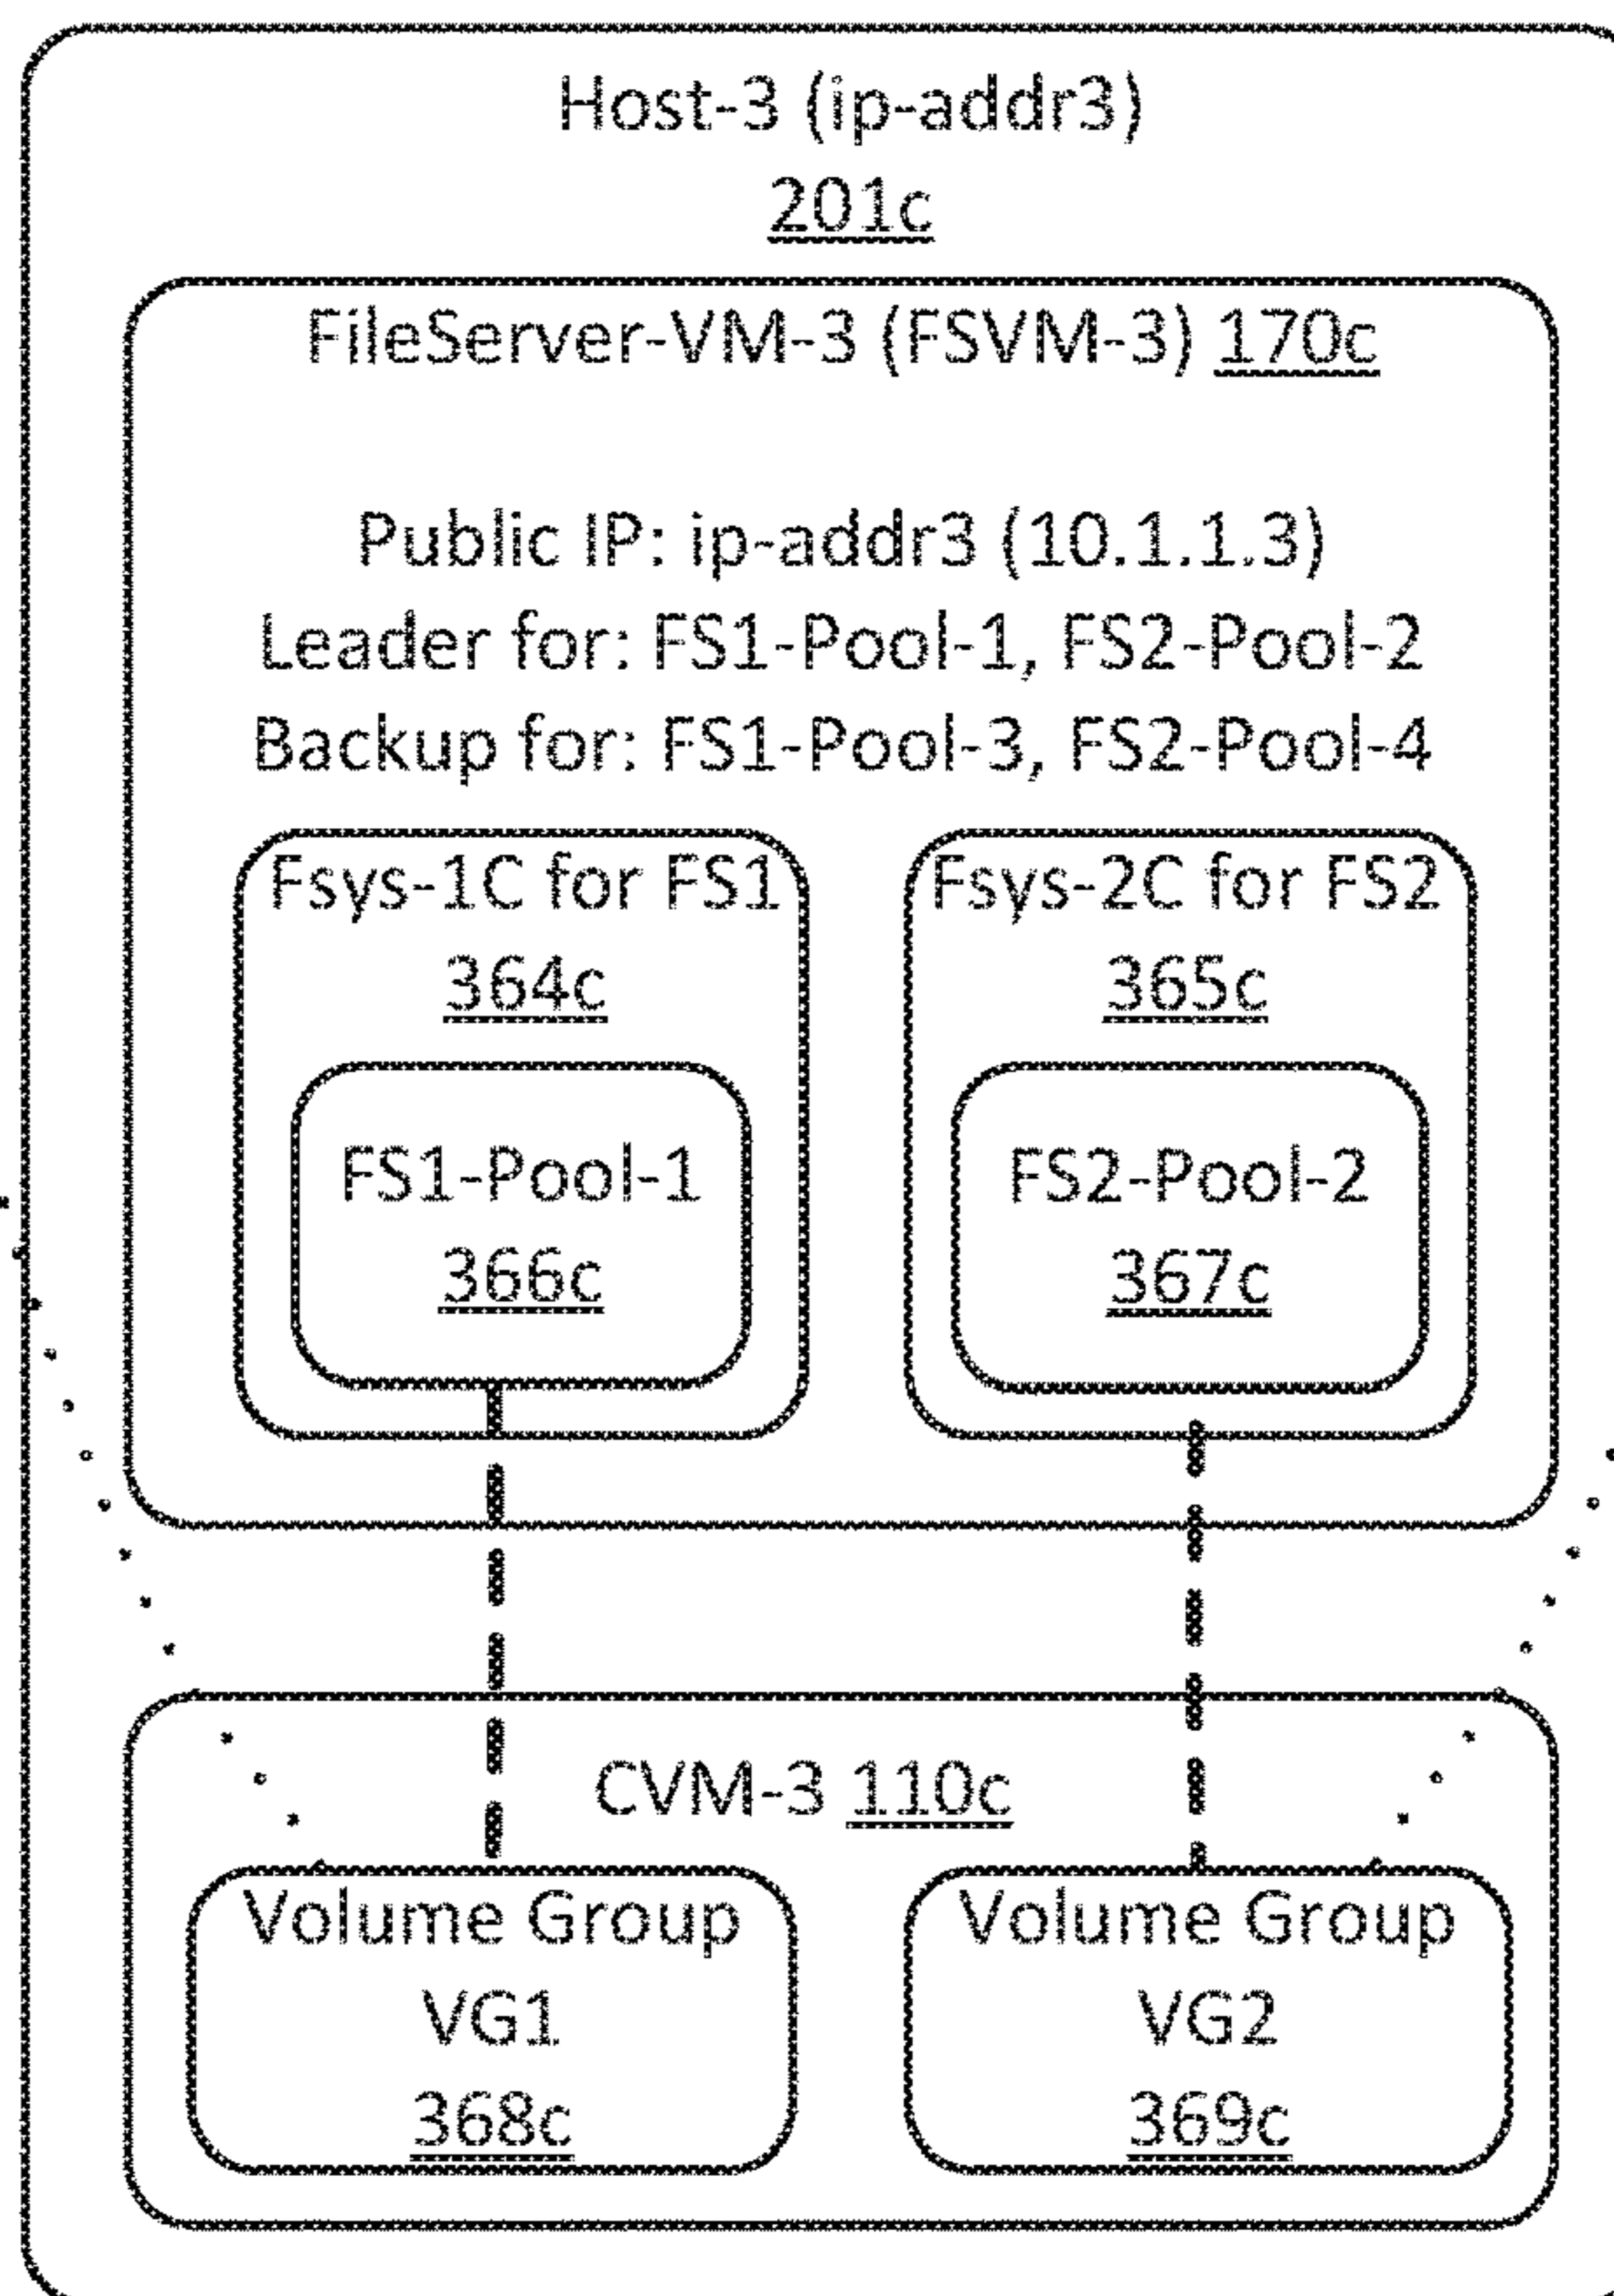 Host-3 (ip-addr3)
201c
FileServer-VM-3 (FSVM-3) 170c
Public IP: ip-addr3 (10.1.1.3)
Leader for: FS1-Pool-1, FS2-Pool-2
Backup for: FS1-Pool-3, FS2-Pool-4
Fsys-1C for FS1
364c
FS1-Pool-1
366c
Fsys-2C for FS2
365c
FS2-Pool-2
367c
CVM-3 110c
Volume Group
VG1
368c
Volume Group
VG2
369c